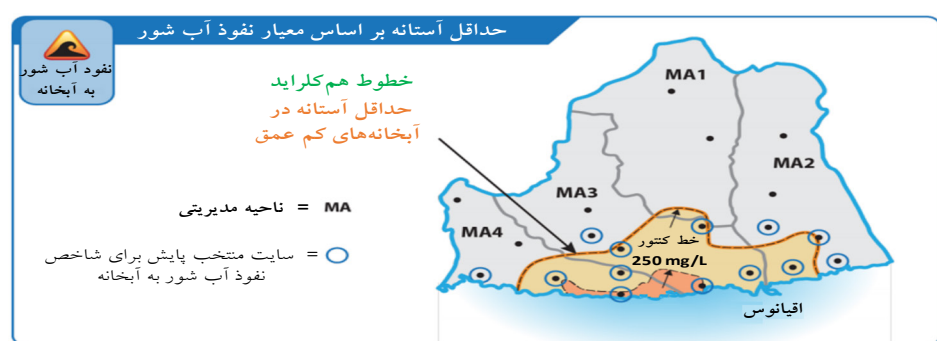 حداقل آستانه بر اساس معیار نفوذ آب شور
نفود آب شور
به آبخانه
خطوط هم‌کلراید
حداقل آستانه در
آبخانه‌های کم عمق
MA = ناحیه مدیریتی
= سایت منتخب پایش برای شاخص
نفوذ آب شور به آبخانه
MA1
MA2
MA3
MA4
خط کنتور
250 mg/L
اقیانوس